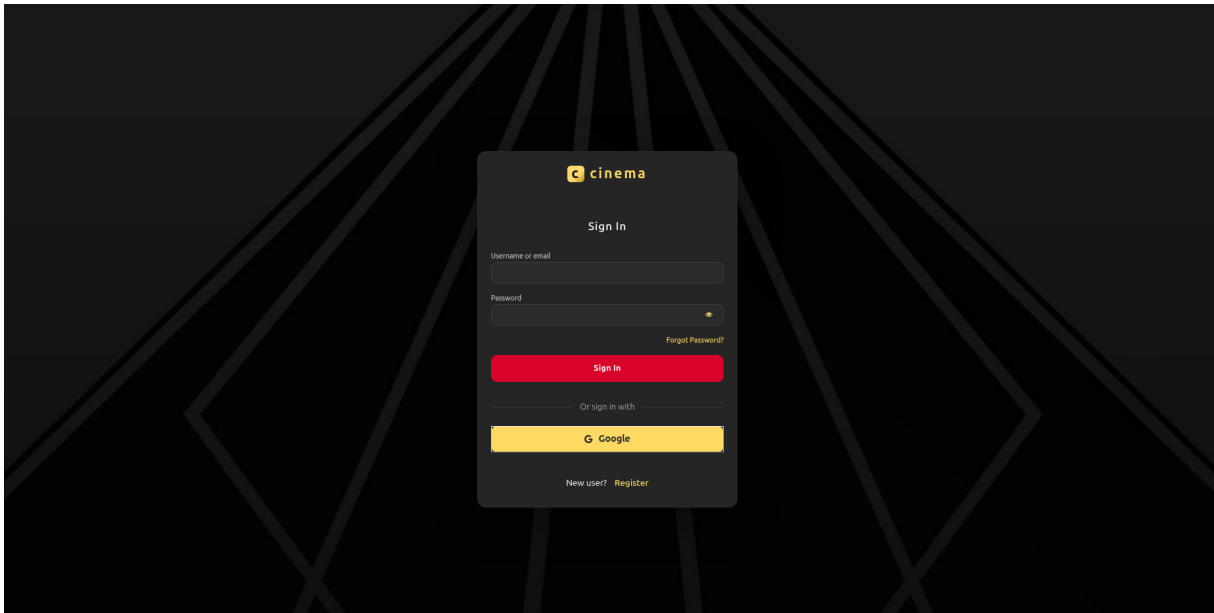 c cinema
Sign In
Username or email
Password
Forgot Password?
Sign In
Or sign in with
G Google
New user? Register